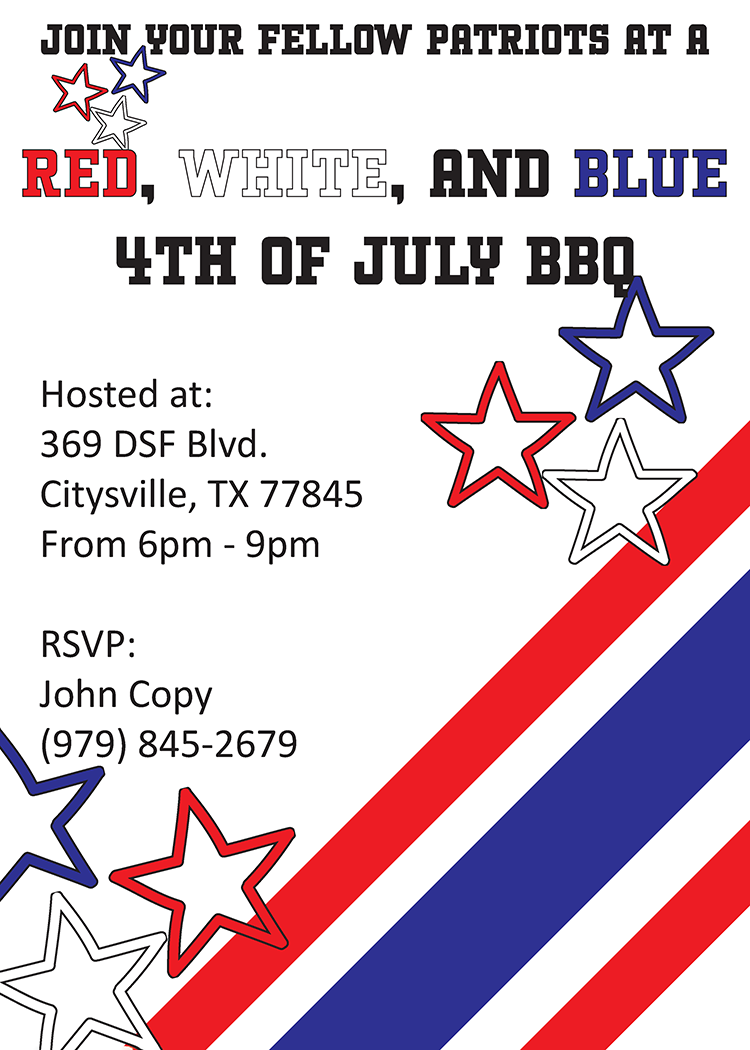 JOIN YOUR FELLOW PATRIOTS AT A
RED, WHITE, AND BLUE
4TH OF JULY BBQ
Hosted at:
369 DSF Blvd.
Citysville, TX 77845
From 6pm - 9pm
RSVP:
John Copy
(979) 845-2679